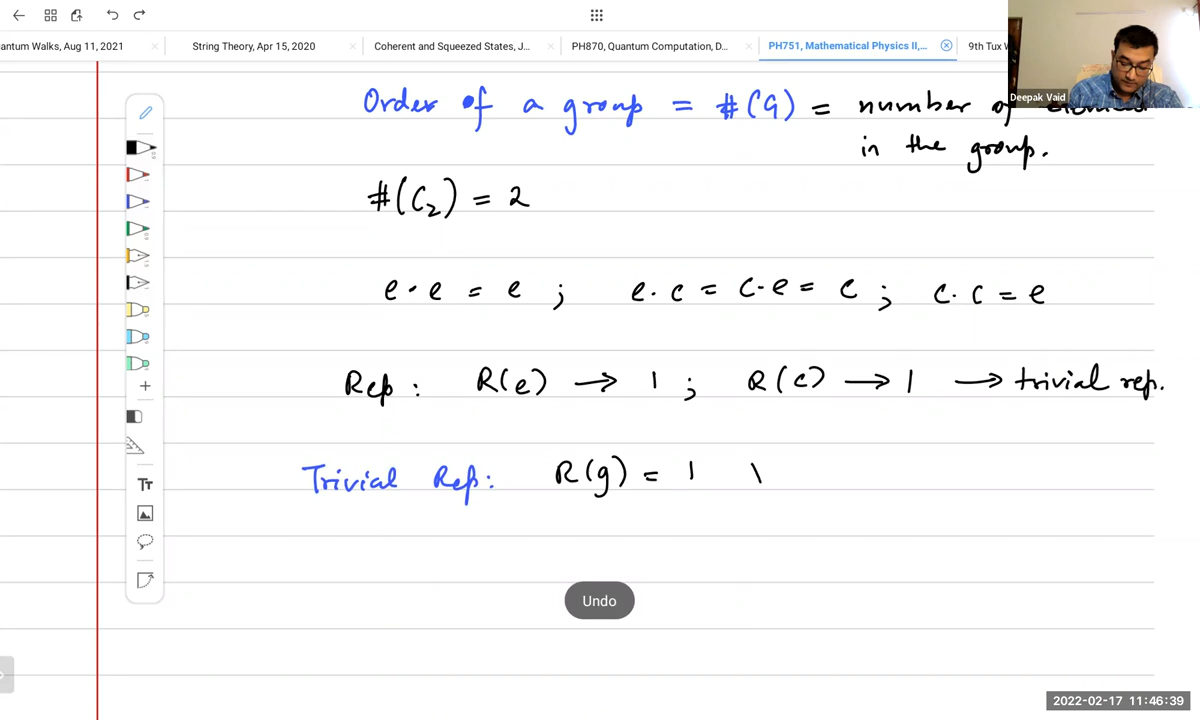 antum Walks, Aug 11, 2021 String Theory, Apr 15, 2020 Coherent and Squeezed States, J... PH870, Quantum Computation, D... PH751, Mathematical Physics II,... 9th Tux W
Deepak Vaid
Order of a group = #(G) = number of
in the group.
#(C₂) = 2
e·e = e ; e·c = c·e = c ; c·c = e
Rep : R(e) → 1 ; R(c) → 1 → trivial rep.
Trivial Rep: R(g) = 1 \
TT
Undo
2022-02-17 11:46:39